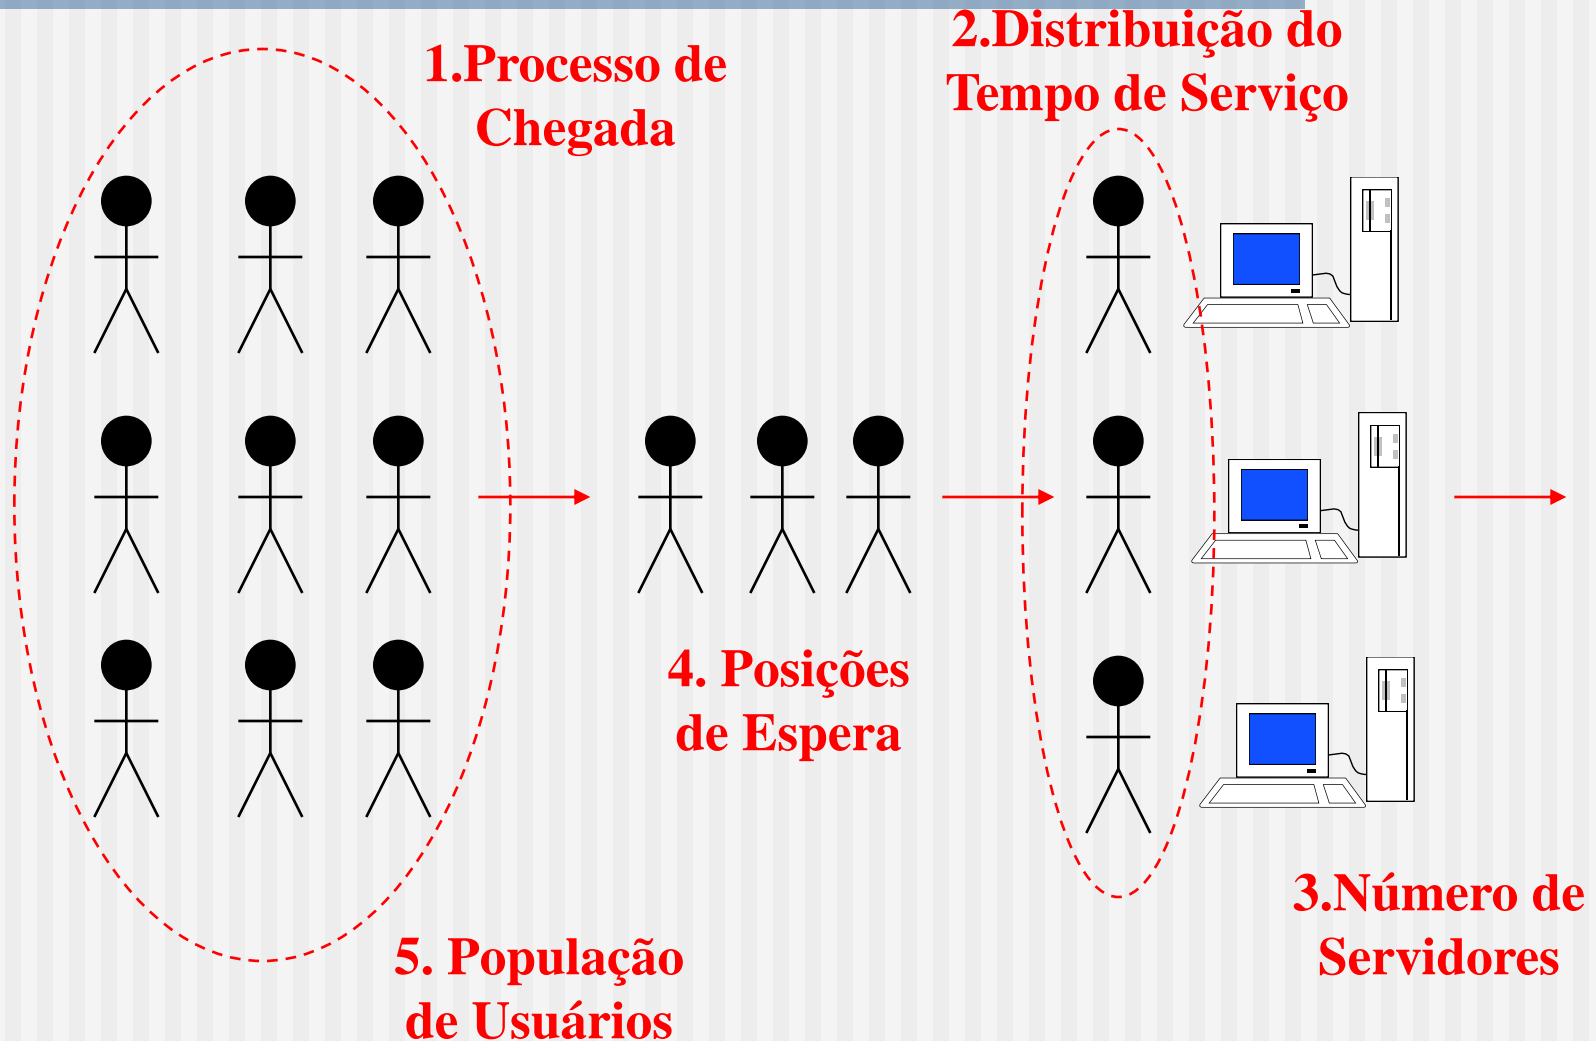 1.Processo de
Chegada
2.Distribuição do
Tempo de Serviço
4. Posições
de Espera
3.Número de
Servidores
5. População
de Usuários